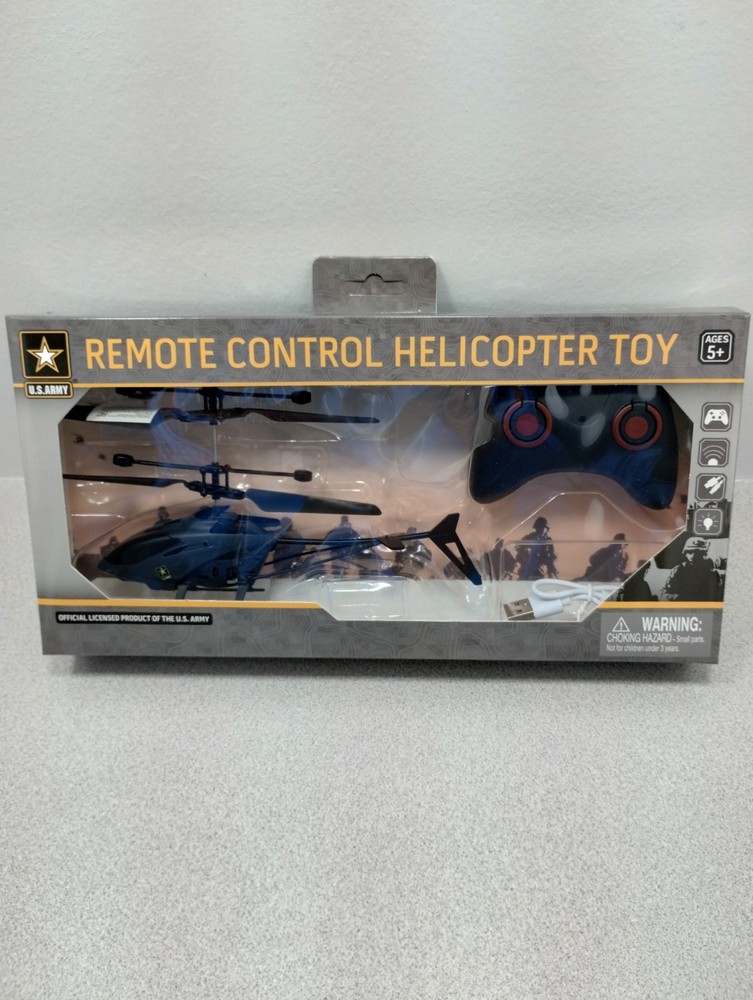 REMOTE CONTROL HELICOPTER TOY
AGES
5+
U.S.ARMY
OFFICIAL LICENSED PRODUCT OF THE U.S. ARMY
WARNING:
CHOKING HAZARD - Small parts.
Not for children under 3 years.